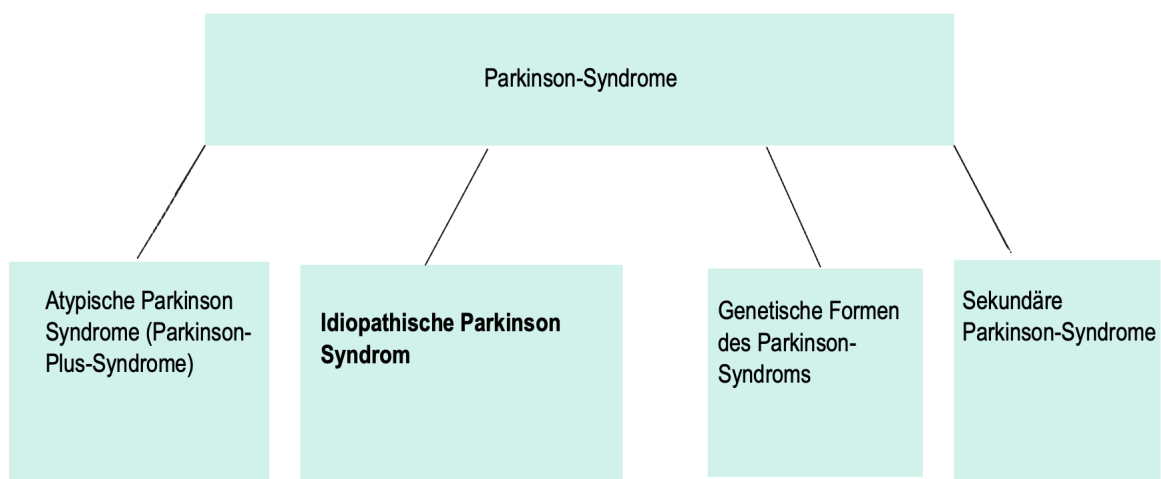 Parkinson-Syndrome
Atypische Parkinson
Syndrome (Parkinson-
Plus-Syndrome)
Idiopathische Parkinson
Syndrom
Genetische Formen
des Parkinson-
Syndroms
Sekundäre
Parkinson-Syndrome